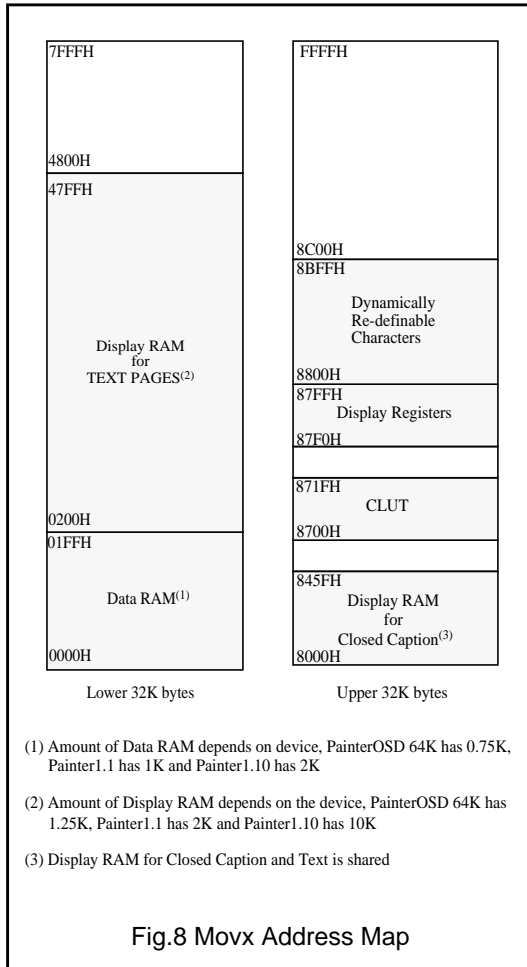 7FFFH
4800H
47FFH
Display RAM
for
TEXT PAGES(2)
0200H
01FFH
Data RAM(1)
0000H
Lower 32K bytes
FFFFH
8C00H
8BFFH
Dynamically
Re-definable
Characters
8800H
87FFH
Display Registers
87F0H
871FH
CLUT
8700H
845FH
Display RAM
for
Closed Caption(3)
8000H
Upper 32K bytes
(1) Amount of Data RAM depends on device, PainterOSD 64K has 0.75K,
Painter1.1 has 1K and Painter1.10 has 2K
(2) Amount of Display RAM depends on the device, PainterOSD 64K has
1.25K, Painter1.1 has 2K and Painter1.10 has 10K
(3) Display RAM for Closed Caption and Text is shared
Fig.8 Movx Address Map